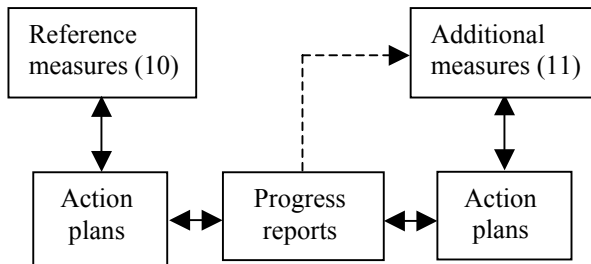 Reference
measures (10)
Additional
measures (11)
Action
plans
Progress
reports
Action
plans